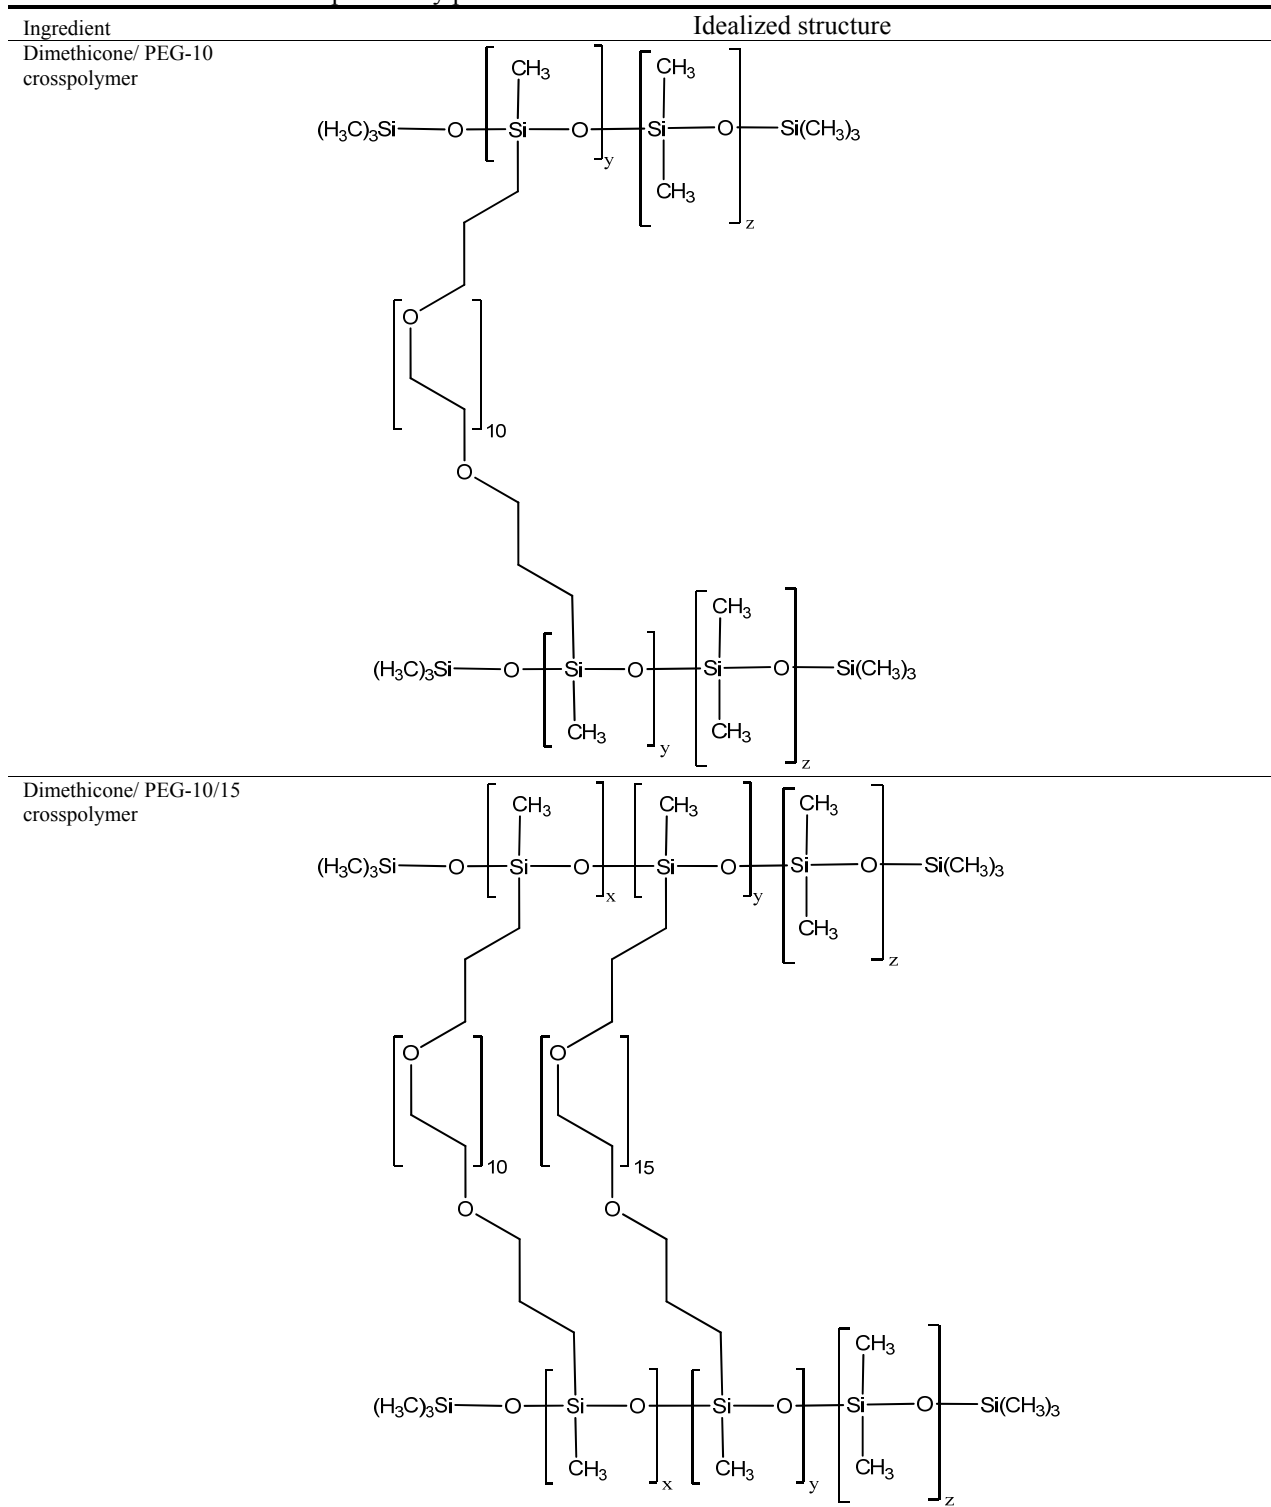 Ingredient Idealized structure
Dimethicone/ PEG-10
crosspolymer
CH3 CH3
(H3C)3Si O Si O y Si O Si(CH3)3
CH3
z
O
10
O
CH3
(H3C)3Si O Si O Si O Si(CH3)3
CH3 y CH3
z
Dimethicone/ PEG-10/15
crosspolymer
CH3 CH3 CH3
(H3C)3Si O Si O x Si O y Si O Si(CH3)3
CH3
z
O O
10 15
O O
CH3
(H3C)3Si O Si O Si O Si O Si(CH3)3
CH3 x CH3 y CH3
z